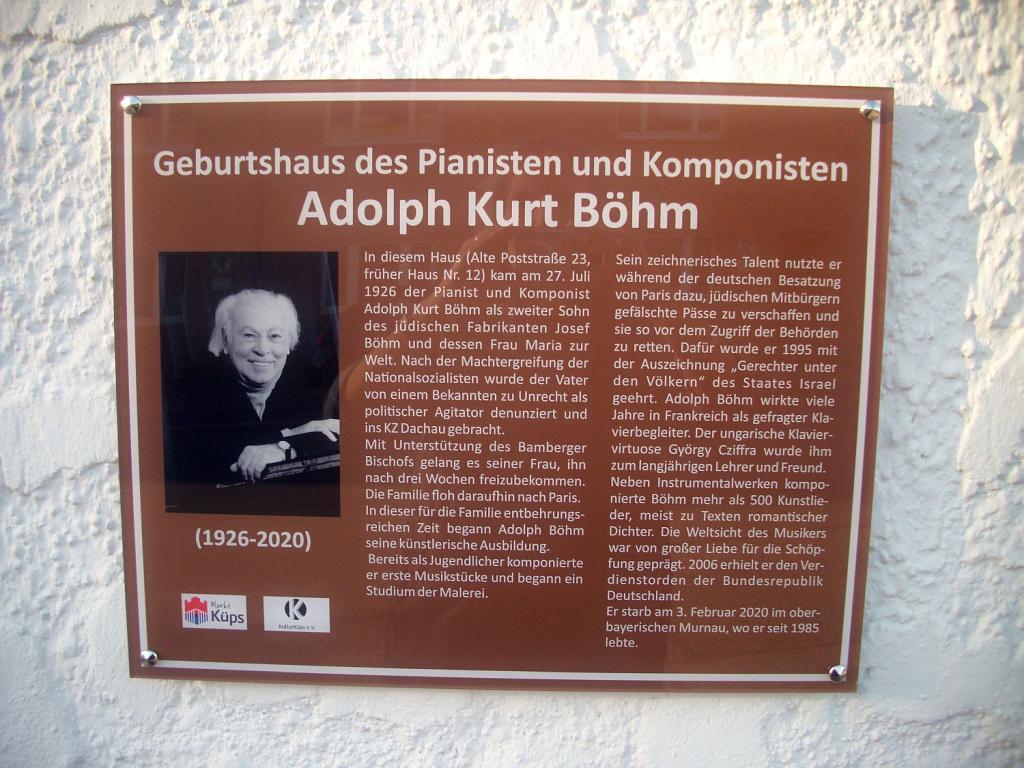 Geburtshaus des Pianisten und Komponisten
Adolph Kurt Böhm
In diesem Haus (Alte Poststraße 23,
früher Haus Nr. 12) kam am 27. Juli
1926 der Pianist und Komponist
Adolph Kurt Böhm als zweiter Sohn
des jüdischen Fabrikanten Josef
Böhm und dessen Frau Maria zur
Welt. Nach der Machtergreifung der
Nationalsozialisten wurde der Vater
von einem Bekannten zu Unrecht als
politischer Agitator denunziert und
ins KZ Dachau gebracht.
Mit Unterstützung des Bamberger
Bischofs gelang es seiner Frau, ihn
nach drei Wochen freizubekommen.
Die Familie floh daraufhin nach Paris.
In dieser für die Familie entbehrungs-
reichen Zeit begann Adolph Böhm
seine künstlerische Ausbildung.
Bereits als Jugendlicher komponierte
er erste Musikstücke und begann ein
Studium der Malerei.
Sein zeichnerisches Talent nutzte er
während der deutschen Besatzung
von Paris dazu, jüdischen Mitbürgern
gefälschte Pässe zu verschaffen und
sie so vor dem Zugriff der Behörden
zu retten. Dafür wurde er 1995 mit
der Auszeichnung „Gerechter unter
den Völkern“ des Staates Israel
geehrt. Adolph Böhm wirkte viele
Jahre in Frankreich als gefragter Kla-
vierbegleiter. Der ungarische Klavier-
virtuose György Cziffra wurde ihm
zum langjährigen Lehrer und Freund.
Neben Instrumentalwerken kompo-
nierte Böhm mehr als 500 Kunstlie-
der, meist zu Texten romantischer
Dichter. Die Weltsicht des Musikers
war von großer Liebe für die Schöp-
fung geprägt. 2006 erhielt er den Ver-
dienstorden der Bundesrepublik
Deutschland.
Er starb am 3. Februar 2020 im ober-
bayerischen Murnau, wo er seit 1985
lebte.
(1926-2020)
Markt
Küps
K
KulturKüps e.V.